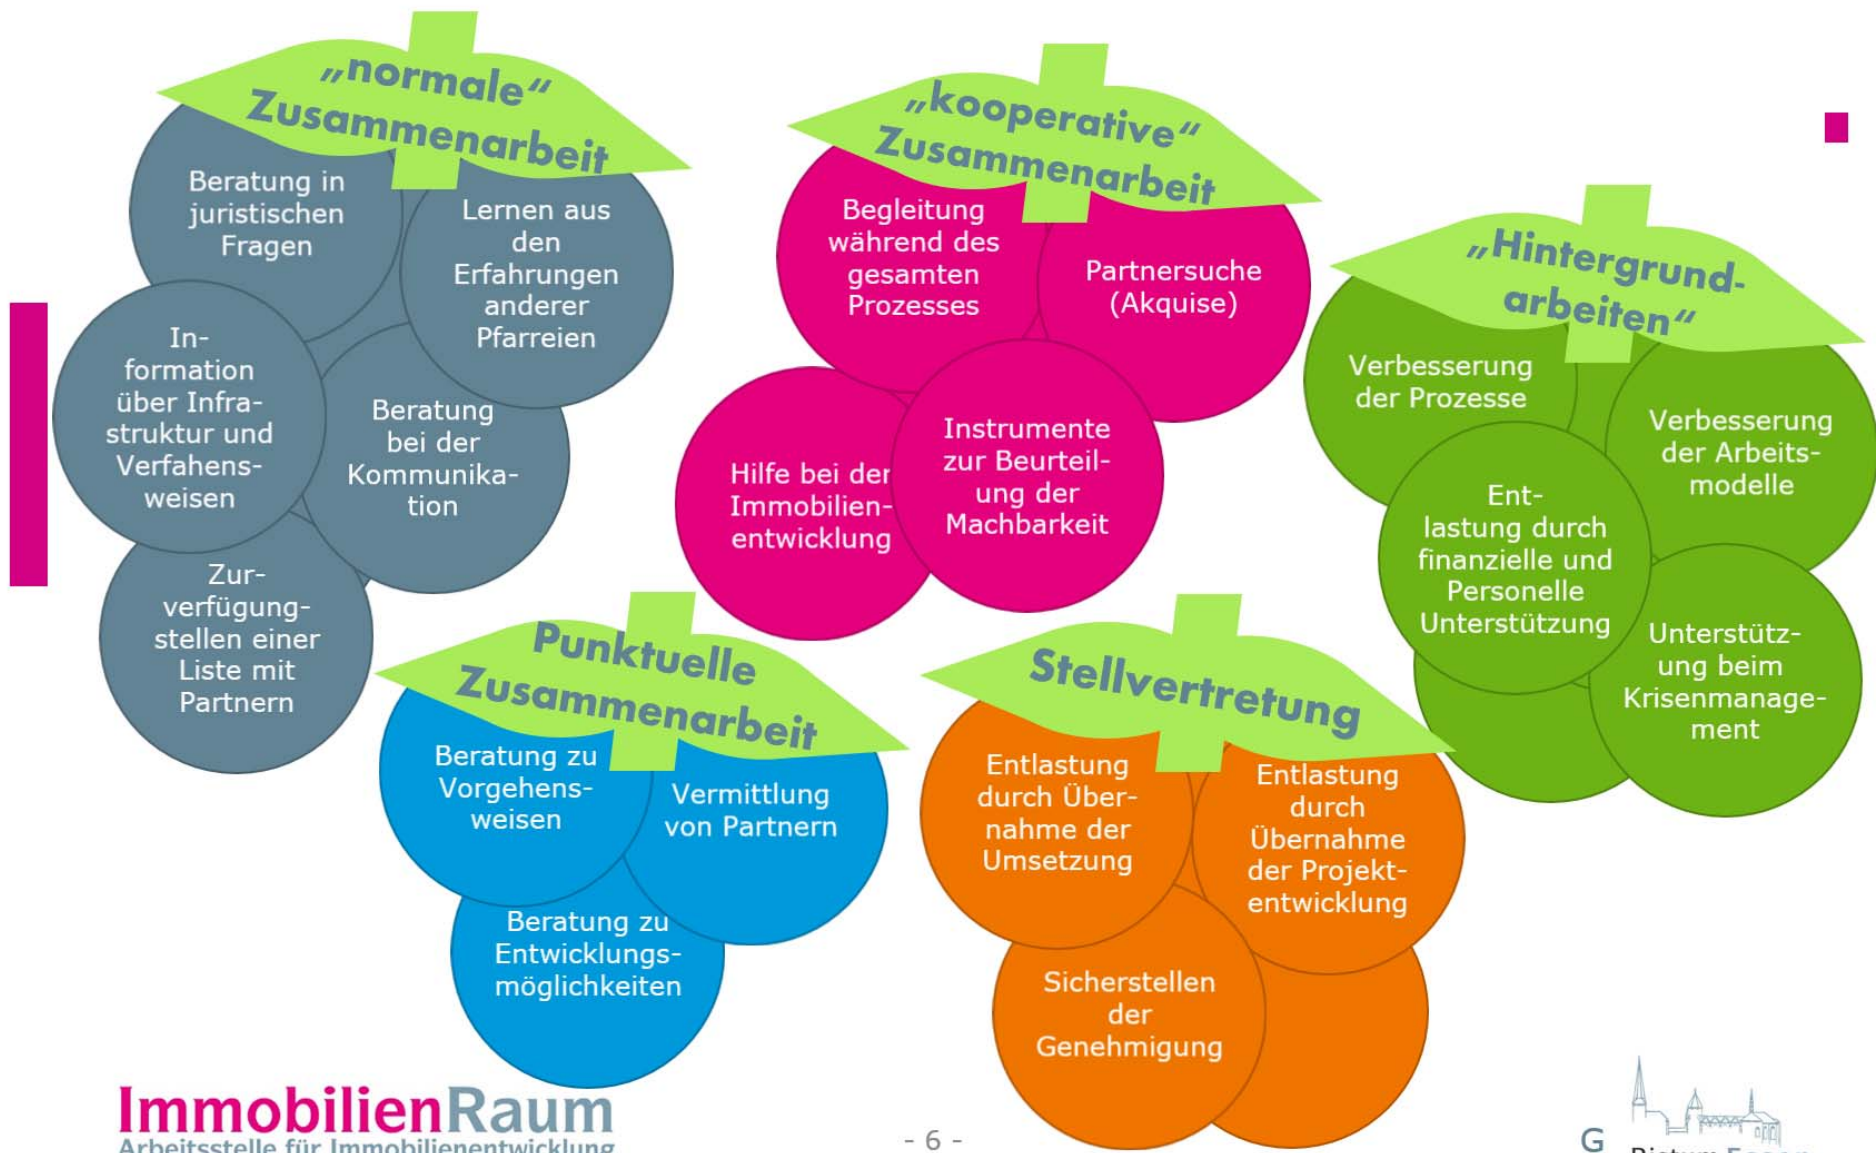 „normale“
Zusammenarbeit
Beratung in
juristischen
Fragen
Lernen aus
den
Erfahrungen
anderer
Pfarreien
In-
formation
über Infra-
struktur und
Verfahens-
weisen
Beratung
bei der
Kommunika-
tion
Zur-
verfügung-
stellen einer
Liste mit
Partnern
„kooperative“
Zusammenarbeit
Begleitung
während des
gesamten
Prozesses
Partnersuche
(Akquise)
Hilfe bei der
Immobilien-
entwicklung
Instrumente
zur Beurteil-
ung der
Machbarkeit
„Hintergrund-
arbeiten“
Verbesserung
der Prozesse
Verbesserung
der Arbeits-
modelle
Ent-
lastung durch
finanzielle und
Personelle
Unterstützung
Unterstütz-
ung beim
Krisenmanage-
ment
Punktuelle
Zusammenarbeit
Beratung zu
Vorgehens-
weisen
Vermittlung
von Partnern
Beratung zu
Entwicklungs-
möglichkeiten
Stellvertretung
Entlastung
durch Über-
nahme der
Umsetzung
Entlastung
durch
Übernahme
der Projekt-
entwicklung
Sicherstellen
der
Genehmigung
ImmobilienRaum
Arbeitsstelle für Immobilienentwicklung
- 6 -
G
Bistum Essen